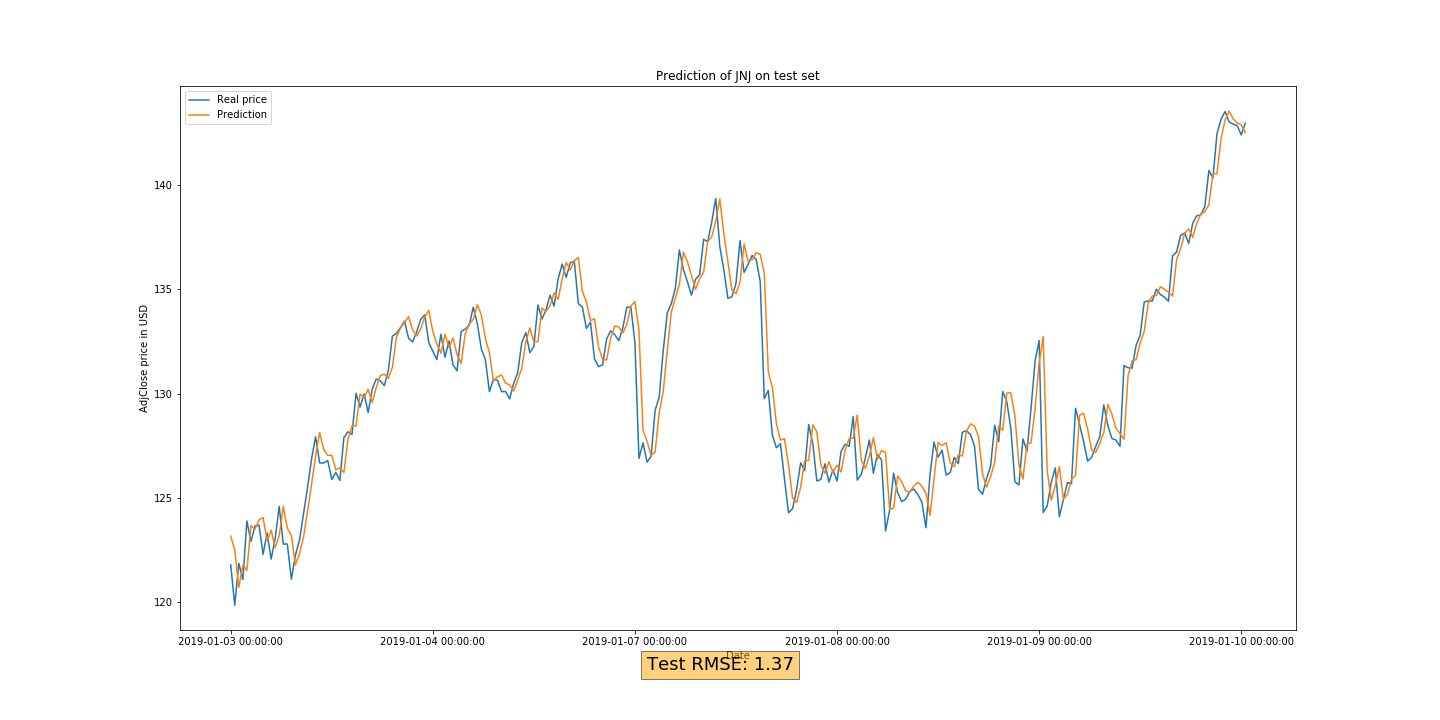 Prediction of JNJ on test set
Real price
Prediction
AdjClose price in USD
140
135
130
125
120
2019-01-03 00:00:00 2019-01-04 00:00:00 2019-01-07 00:00:00 2019-01-08 00:00:00 2019-01-09 00:00:00 2019-01-10 00:00:00
Date
Test RMSE: 1.37